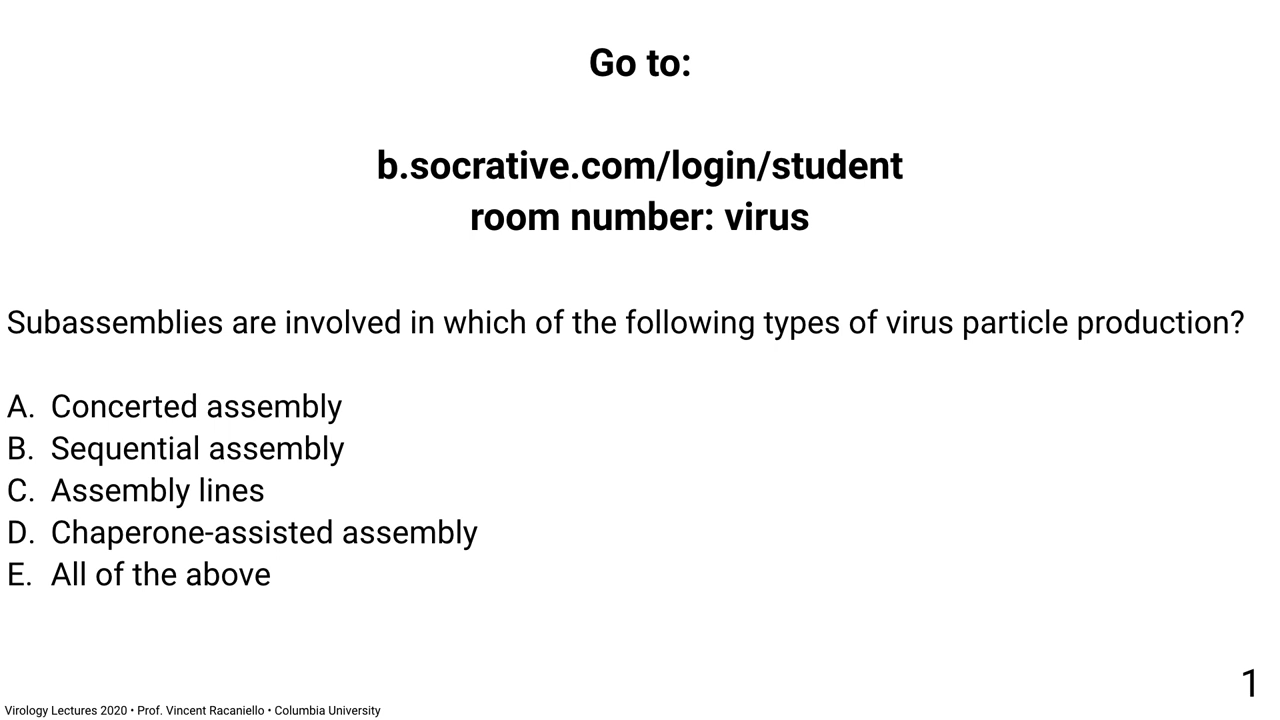 Go to:
b.socrative.com/login/student
room number: virus
Subassemblies are involved in which of the following types of virus particle production?
A. Concerted assembly
B. Sequential assembly
C. Assembly lines
D. Chaperone-assisted assembly
E. All of the above
1
Virology Lectures 2020 • Prof. Vincent Racaniello • Columbia University